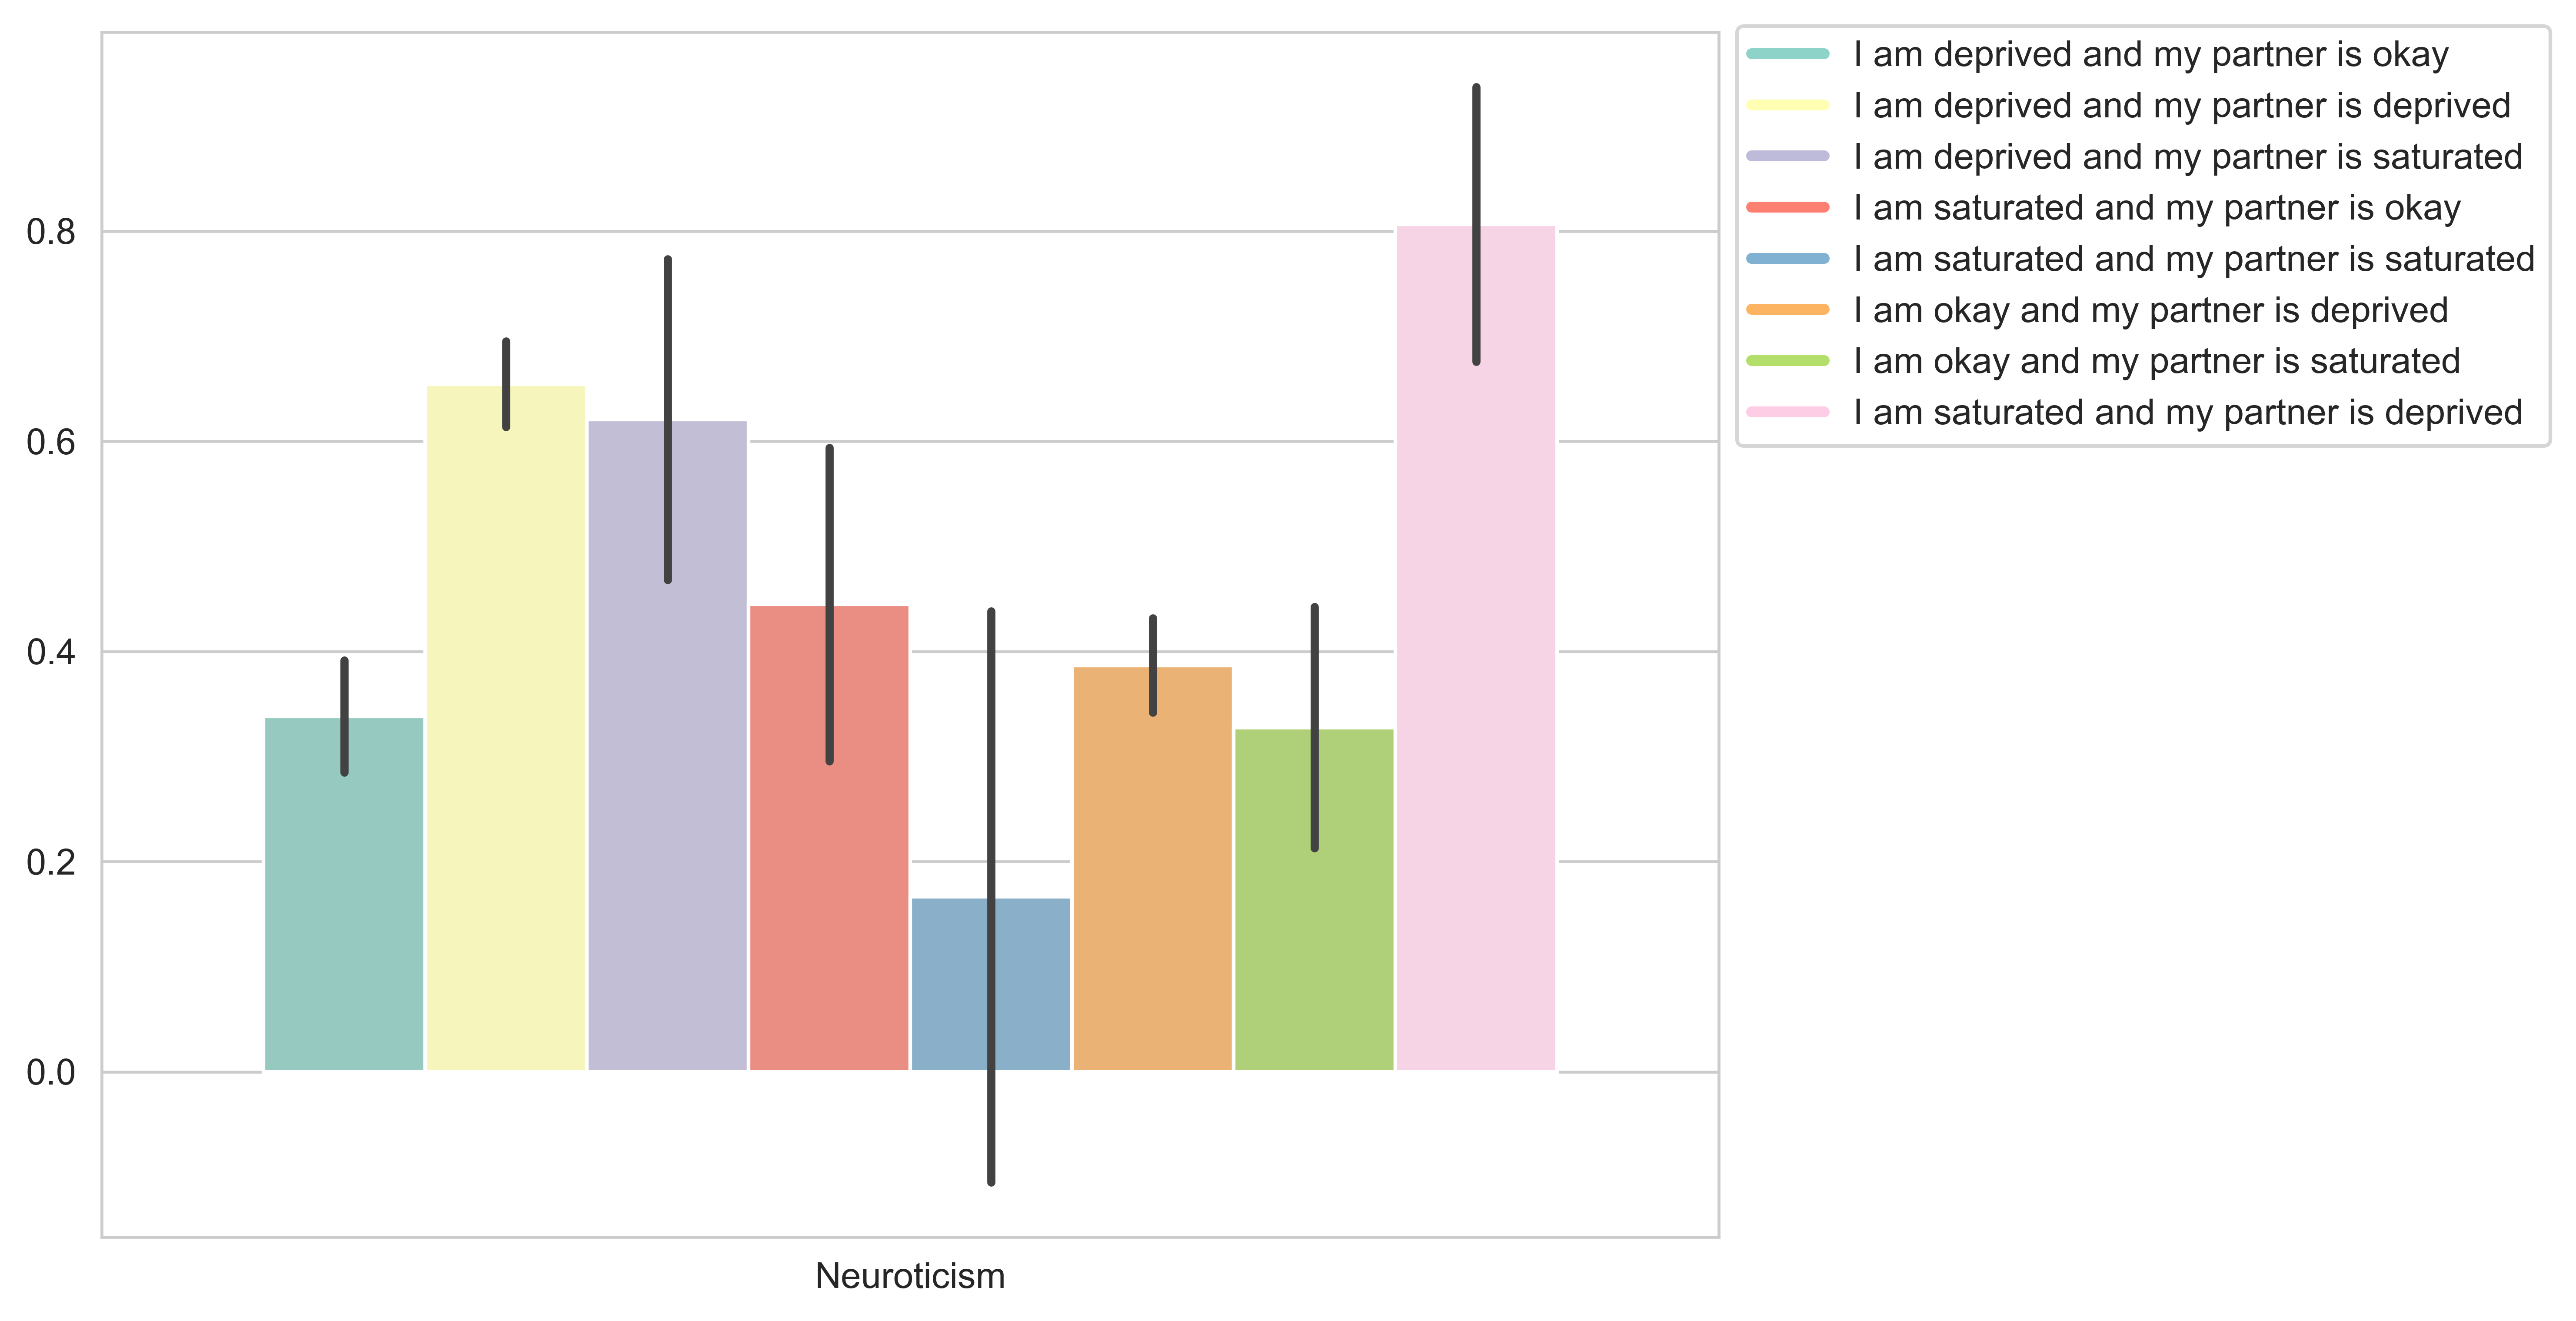 0.8
0.6
0.4
0.2
0.0
Neuroticism
I am deprived and my partner is okay
I am deprived and my partner is deprived
I am deprived and my partner is saturated
I am saturated and my partner is okay
I am saturated and my partner is saturated
I am okay and my partner is deprived
I am okay and my partner is saturated
I am saturated and my partner is deprived